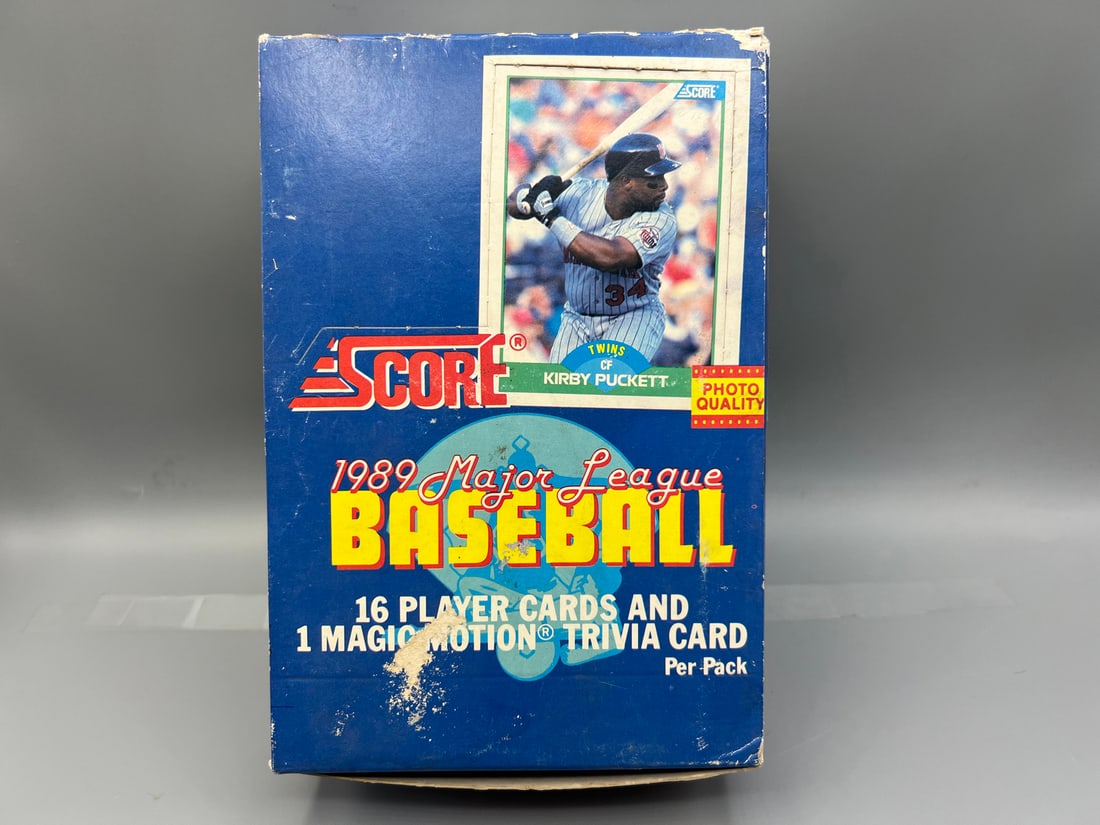 SCORE®
TWINS
CF
KIRBY PUCKETT
34
SCORE®
PHOTO
QUALITY
1989 Major League
BASEBALL
16 PLAYER CARDS AND
1 MAGIC MOTION® TRIVIA CARD
Per Pack